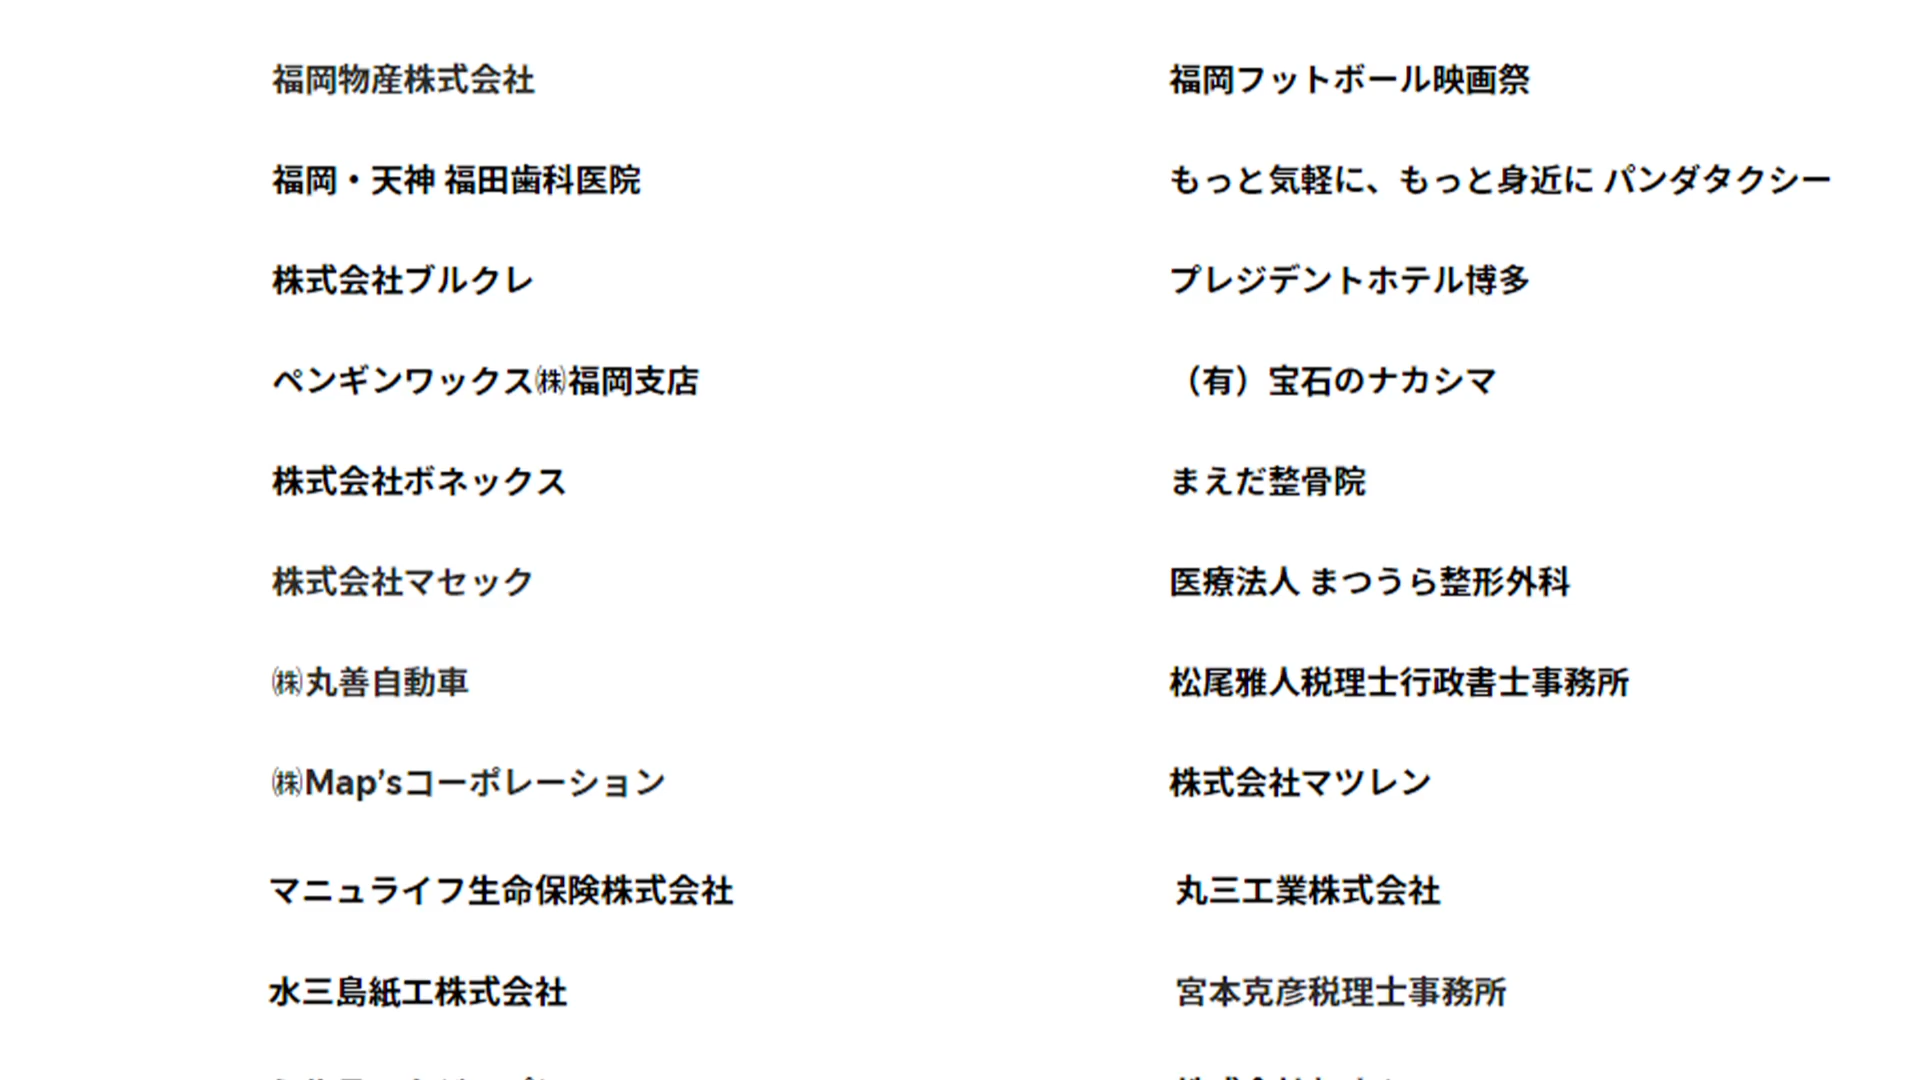 福岡物産株式会社
福岡フットボール映画祭
福岡・天神 福田歯科医院
もっと気軽に、もっと身近に パンダタクシー
株式会社ブルクレ
プレジデントホテル博多
ペンギンワックス㈱福岡支店
（有）宝石のナカシマ
株式会社ボネックス
まえだ整骨院
株式会社マセック
医療法人 まつうら整形外科
㈱丸善自動車
松尾雅人税理士行政書士事務所
㈱Map’sコーポレーション
株式会社マツレン
マニュライフ生命保険株式会社
丸三工業株式会社
水三島紙工株式会社
宮本克彦税理士事務所